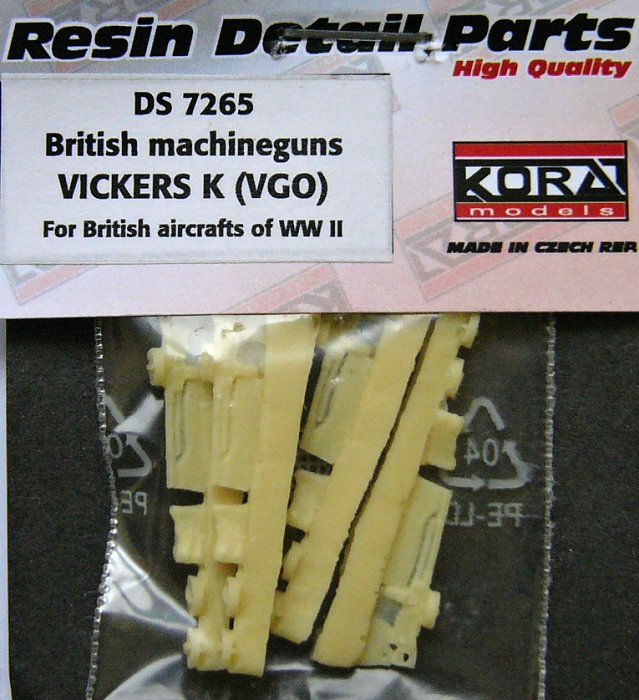 Resin Detail Parts
High Quality
DS 7265
British machineguns
VICKERS K (VGO)
For British aircrafts of WW II
KORA
models
MADE IN CZECH REP.
04
PE-LD
PE